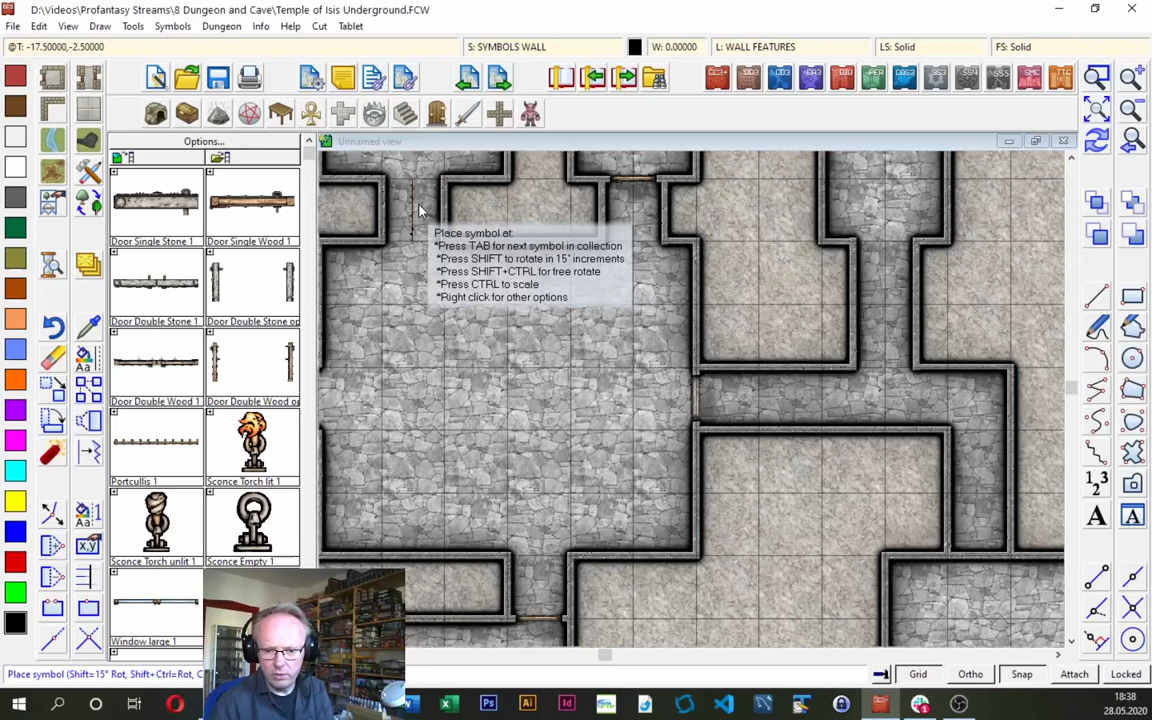 D:\Videos\Profantasy Streams\8 Dungeon and Cave\Temple of Isis Underground.FCW
File Edit View Draw Tools Symbols Dungeon Info Help Cut Tablet
@T: -17.50000,-2.50000 S: SYMBOLS WALL W: 0.00000 L: WALL FEATURES LS: Solid FS: Solid
Options...
Unnamed view
Door Single Stone 1 Door Single Wood 1
Door Double Stone 1 Door Double Stone op
Door Double Wood 1 Door Double Wood op
Portcullis 1 Sconce Torch lit 1
Sconce Torch unlit 1 Sconce Empty 1
Window large 1
Place symbol at:
*Press TAB for next symbol in collection
*Press SHIFT to rotate in 15° increments
*Press SHIFT+CTRL for free rotate
*Press CTRL to scale
*Right click for other options
Place symbol (Shift=15° Rot, Shift+Ctrl=Rot, C
Grid Ortho Snap Attach Locked
18:38
28.05.2020